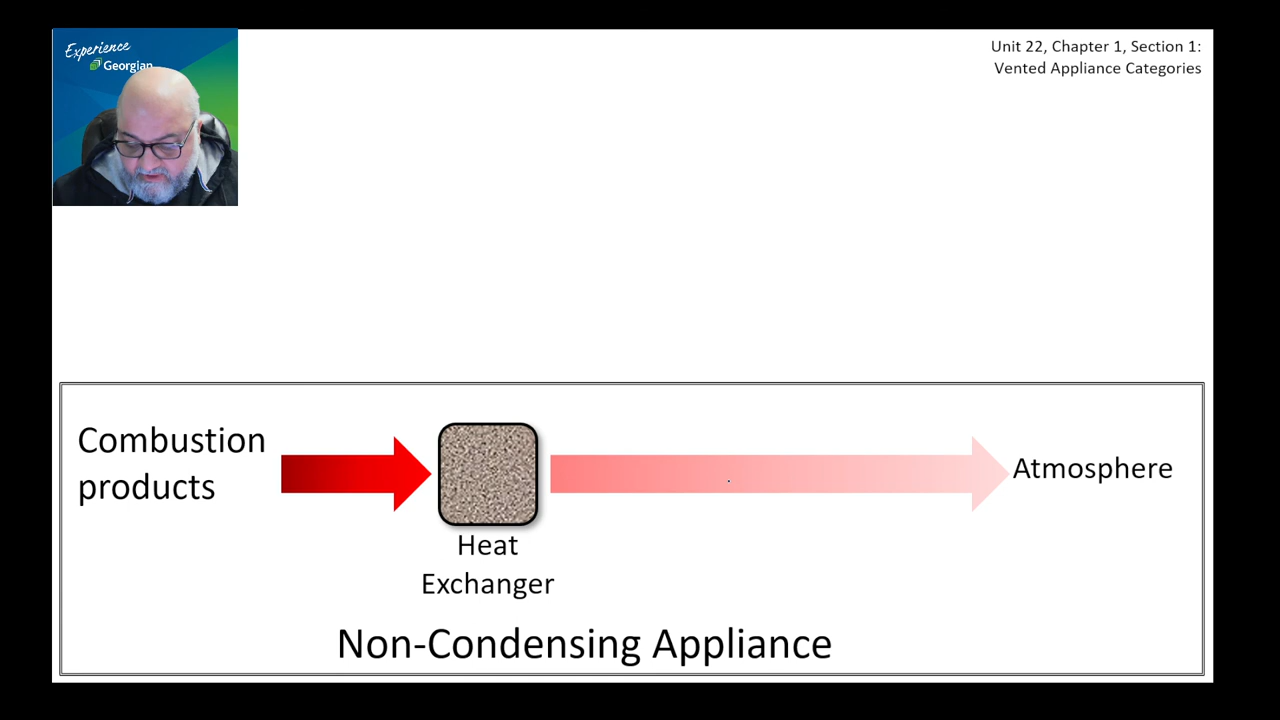 Experience
Georgian
Unit 22, Chapter 1, Section 1:
Vented Appliance Categories
Combustion
products
Heat
Exchanger
Atmosphere
Non-Condensing Appliance